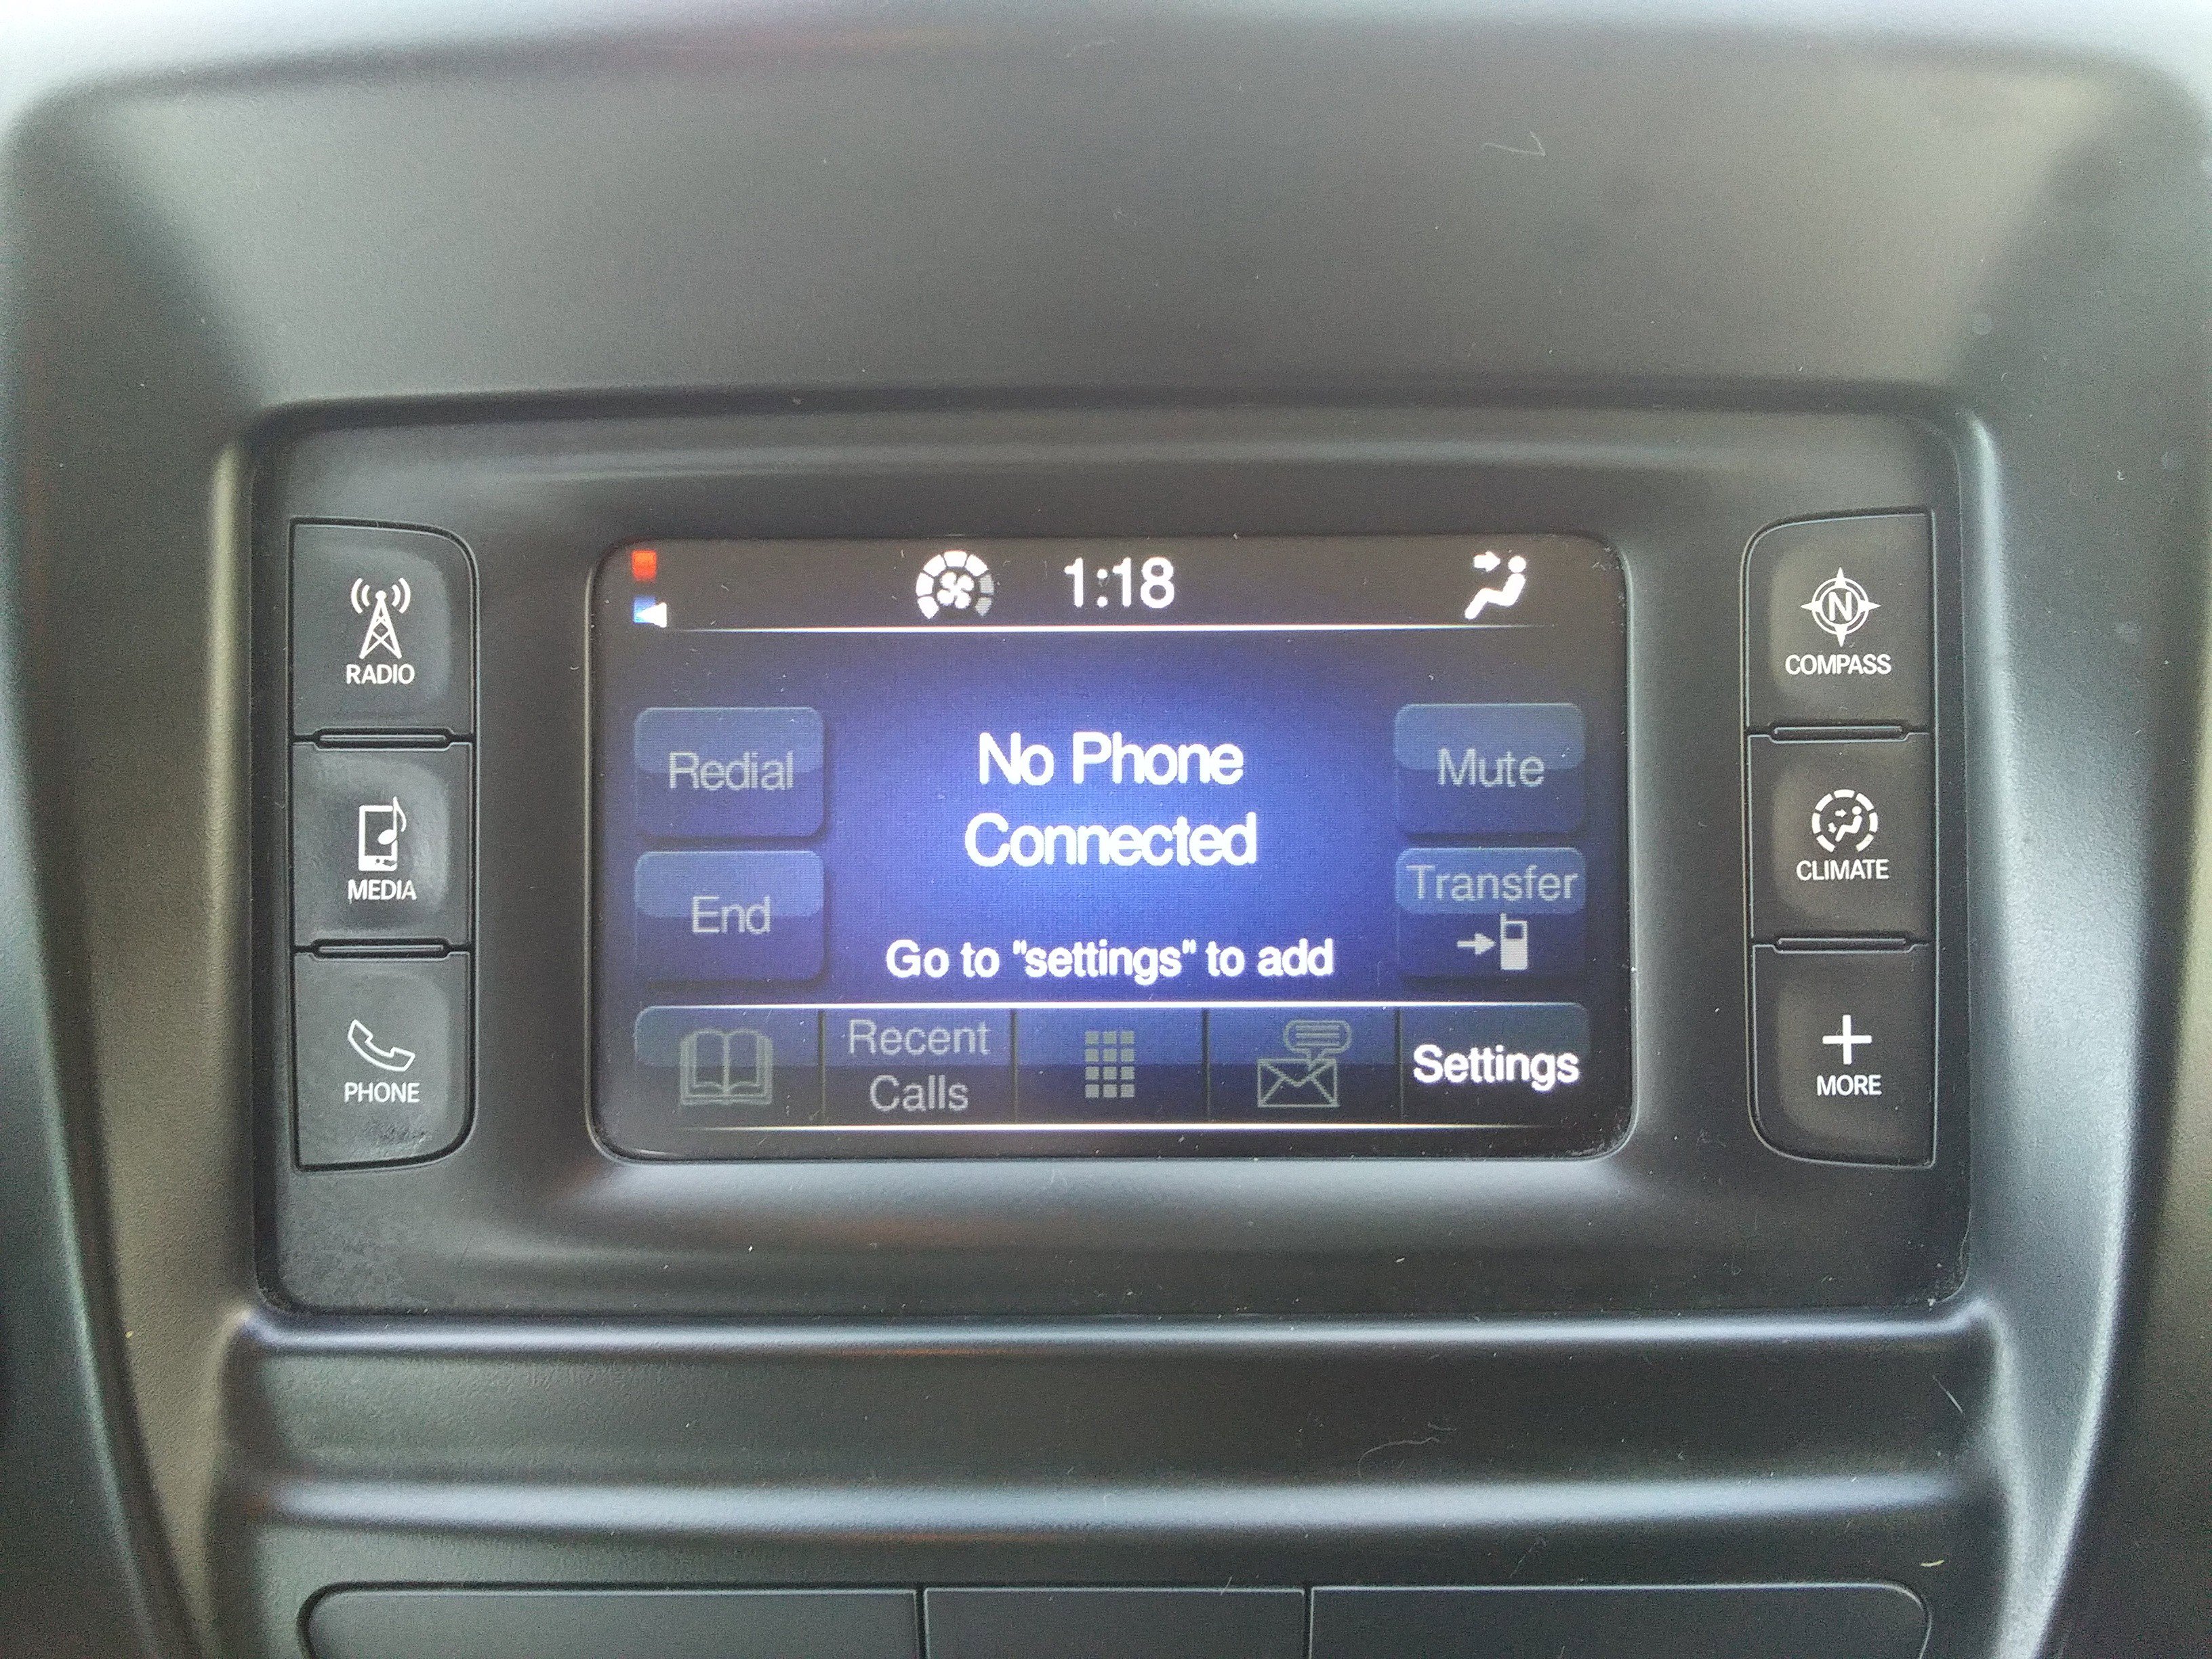 RADIO
MEDIA
PHONE
1:18
Redial
End
No Phone
Connected
Go to "settings" to add
Mute
Transfer
Recent
Calls
Settings
N
COMPASS
CLIMATE
MORE